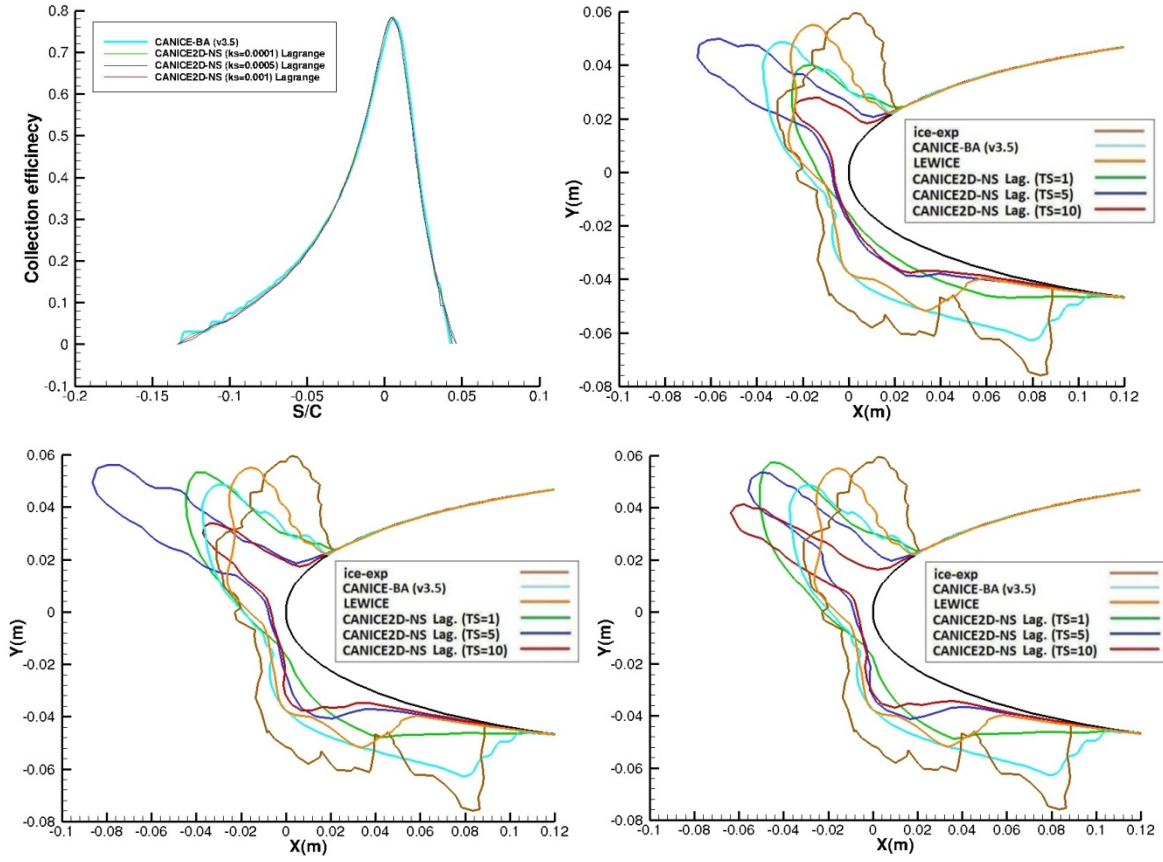 0.8
0.7
0.6
0.5
0.4
0.3
0.2
0.1
0
-0.1
Collection efficinecy
CANICE-BA (v3.5)
CANICE2D-NS (ks=0.0001) Lagrange
CANICE2D-NS (ks=0.0005) Lagrange
CANICE2D-NS (ks=0.001) Lagrange
-0.2 -0.15 -0.1 -0.05 0 0.05 0.1
S/C
0.06
0.04
0.02
0
-0.02
-0.04
-0.06
-0.08
Y(m)
ice-exp
CANICE-BA (v3.5)
LEWICE
CANICE2D-NS Lag. (TS=1)
CANICE2D-NS Lag. (TS=5)
CANICE2D-NS Lag. (TS=10)
-0.1 -0.08 -0.06 -0.04 -0.02 0 0.02 0.04 0.06 0.08 0.1 0.12
X(m)
0.06
0.04
0.02
0
-0.02
-0.04
-0.06
-0.08
Y(m)
ice-exp
CANICE-BA (v3.5)
LEWICE
CANICE2D-NS Lag. (TS=1)
CANICE2D-NS Lag. (TS=5)
CANICE2D-NS Lag. (TS=10)
-0.1 -0.08 -0.06 -0.04 -0.02 0 0.02 0.04 0.06 0.08 0.1 0.12
X(m)
0.06
0.04
0.02
0
-0.02
-0.04
-0.06
-0.08
Y(m)
ice-exp
CANICE-BA (v3.5)
LEWICE
CANICE2D-NS Lag. (TS=1)
CANICE2D-NS Lag. (TS=5)
CANICE2D-NS Lag. (TS=10)
-0.1 -0.08 -0.06 -0.04 -0.02 0 0.02 0.04 0.06 0.08 0.1 0.12
X(m)